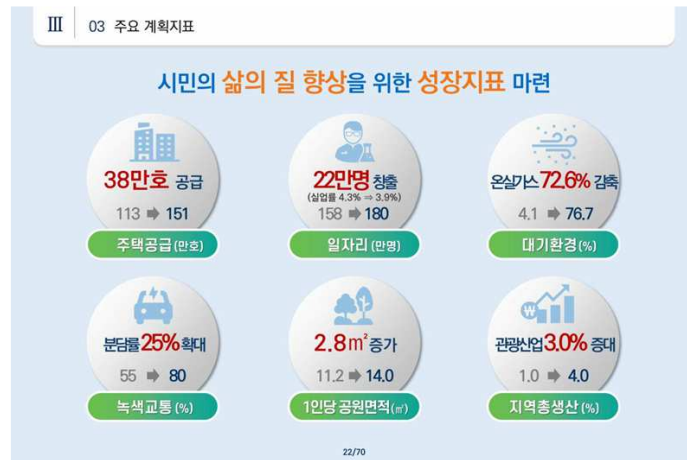 Ⅲ
03 주요 계획지표
시민의 삶의 질 향상을 위한 성장지표 마련
38만호 공급
113 ➡ 151
주택공급(만호)
22만명 창출
(실업률 4.3% ⇒ 3.9%)
158 ➡ 180
일자리(만명)
온실가스 72.6% 감축
4.1 ➡ 76.7
대기환경(%)
분담률 25% 확대
55 ➡ 80
녹색교통(%)
2.8㎡ 증가
11.2 ➡ 14.0
1인당 공원면적(㎡)
₩
관광산업 3.0% 증대
1.0 ➡ 4.0
지역총생산(%)
22/70